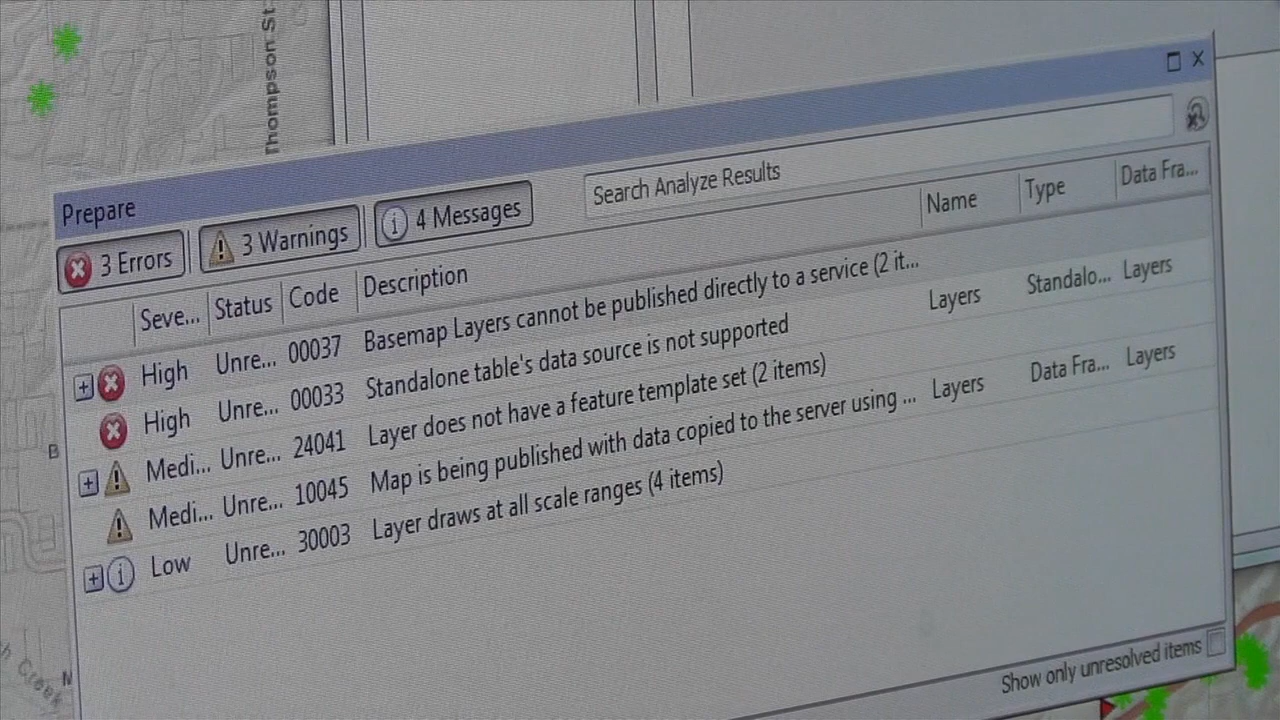 Thompson St
Prepare
3 Errors 3 Warnings 4 Messages Search Analyze Results
Seve... Status Code Description Name Type Data Fra...
High Unre... 00037 Basemap Layers cannot be published directly to a service (2 it...
High Unre... 00033 Standalone table's data source is not supported Layers Standalo... Layers
Medi... Unre... 24041 Layer does not have a feature template set (2 items)
Medi... Unre... 10045 Map is being published with data copied to the server using ... Layers Data Fra... Layers
Low Unre... 30003 Layer draws at all scale ranges (4 items)
Show only unresolved items
B
Creek
N